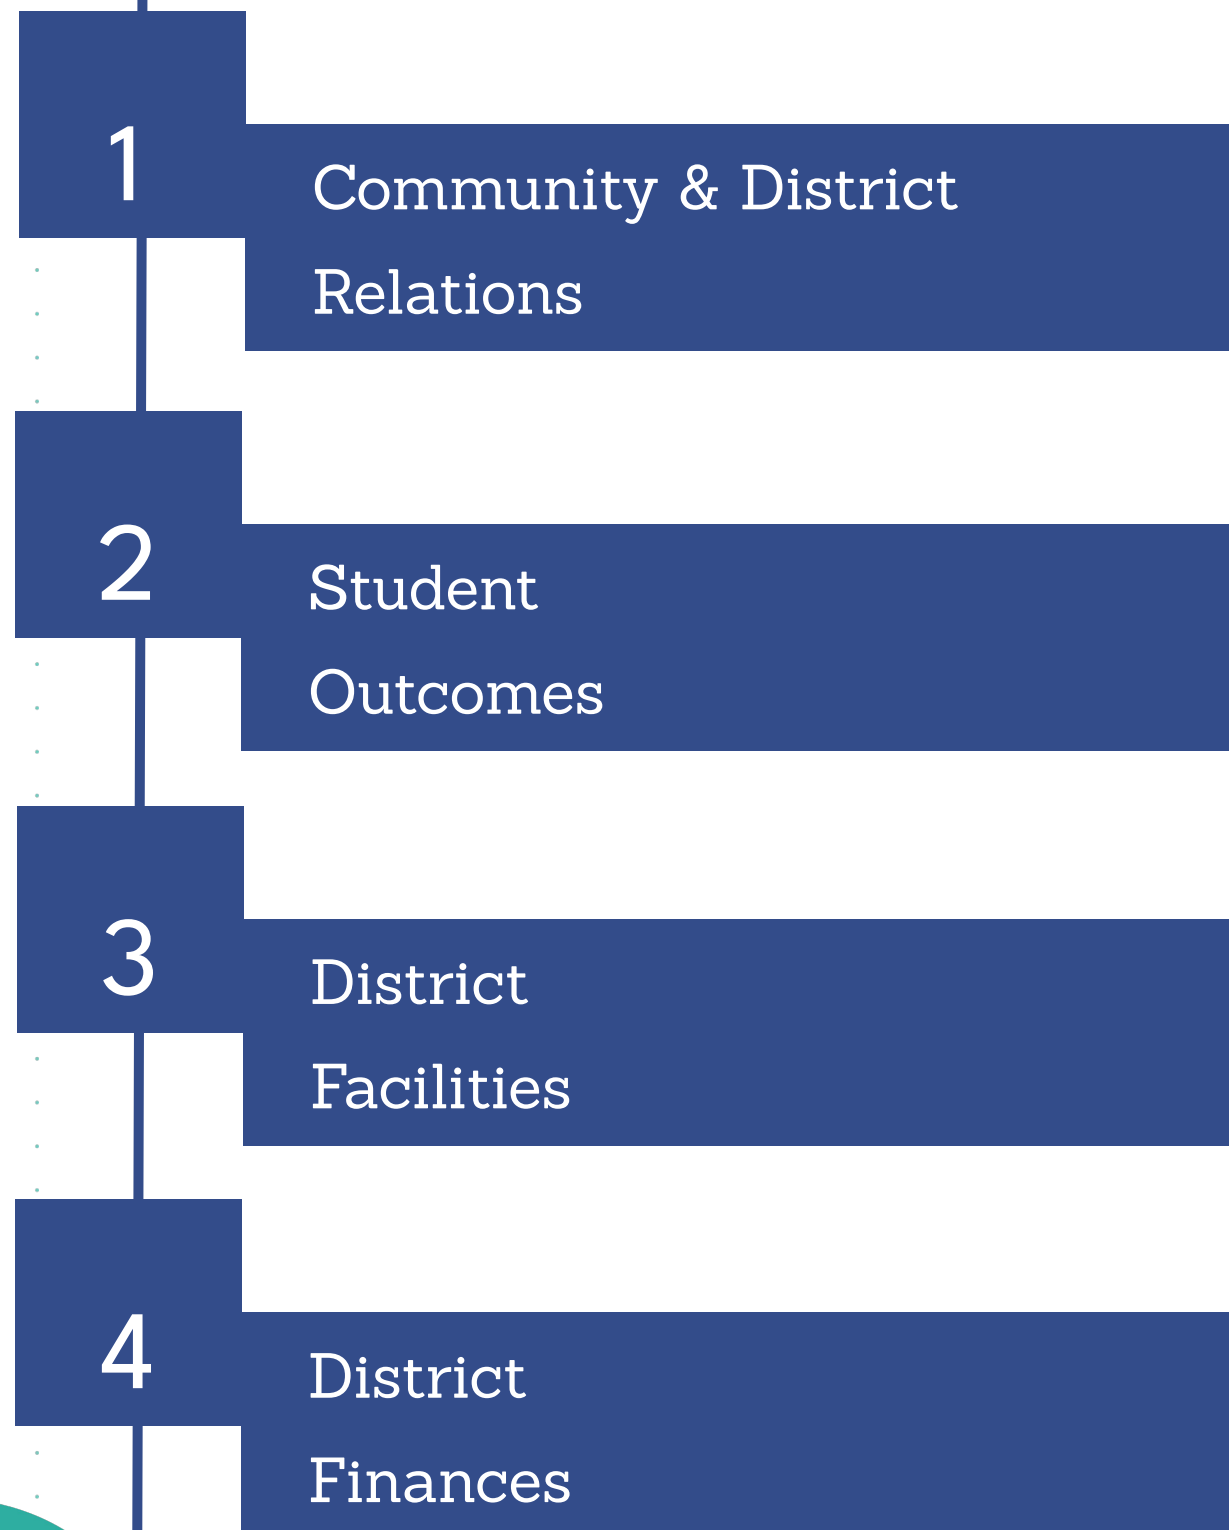 1
Community & District
Relations
2
Student
Outcomes
3
District
Facilities
4
District
Finances